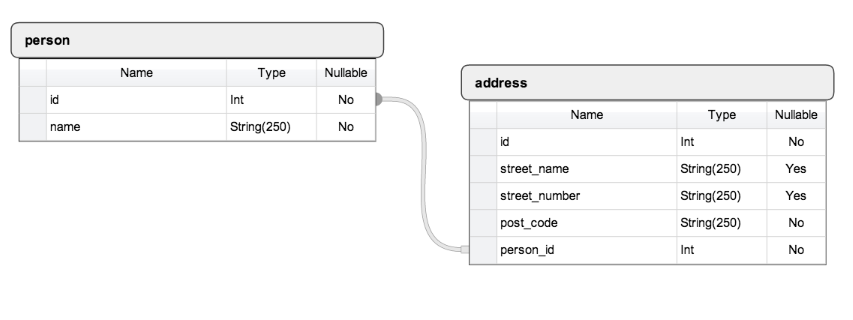 person
Name Type Nullable
id Int No
name String(250) No
address
Name Type Nullable
id Int No
street_name String(250) Yes
street_number String(250) Yes
post_code String(250) No
person_id Int No